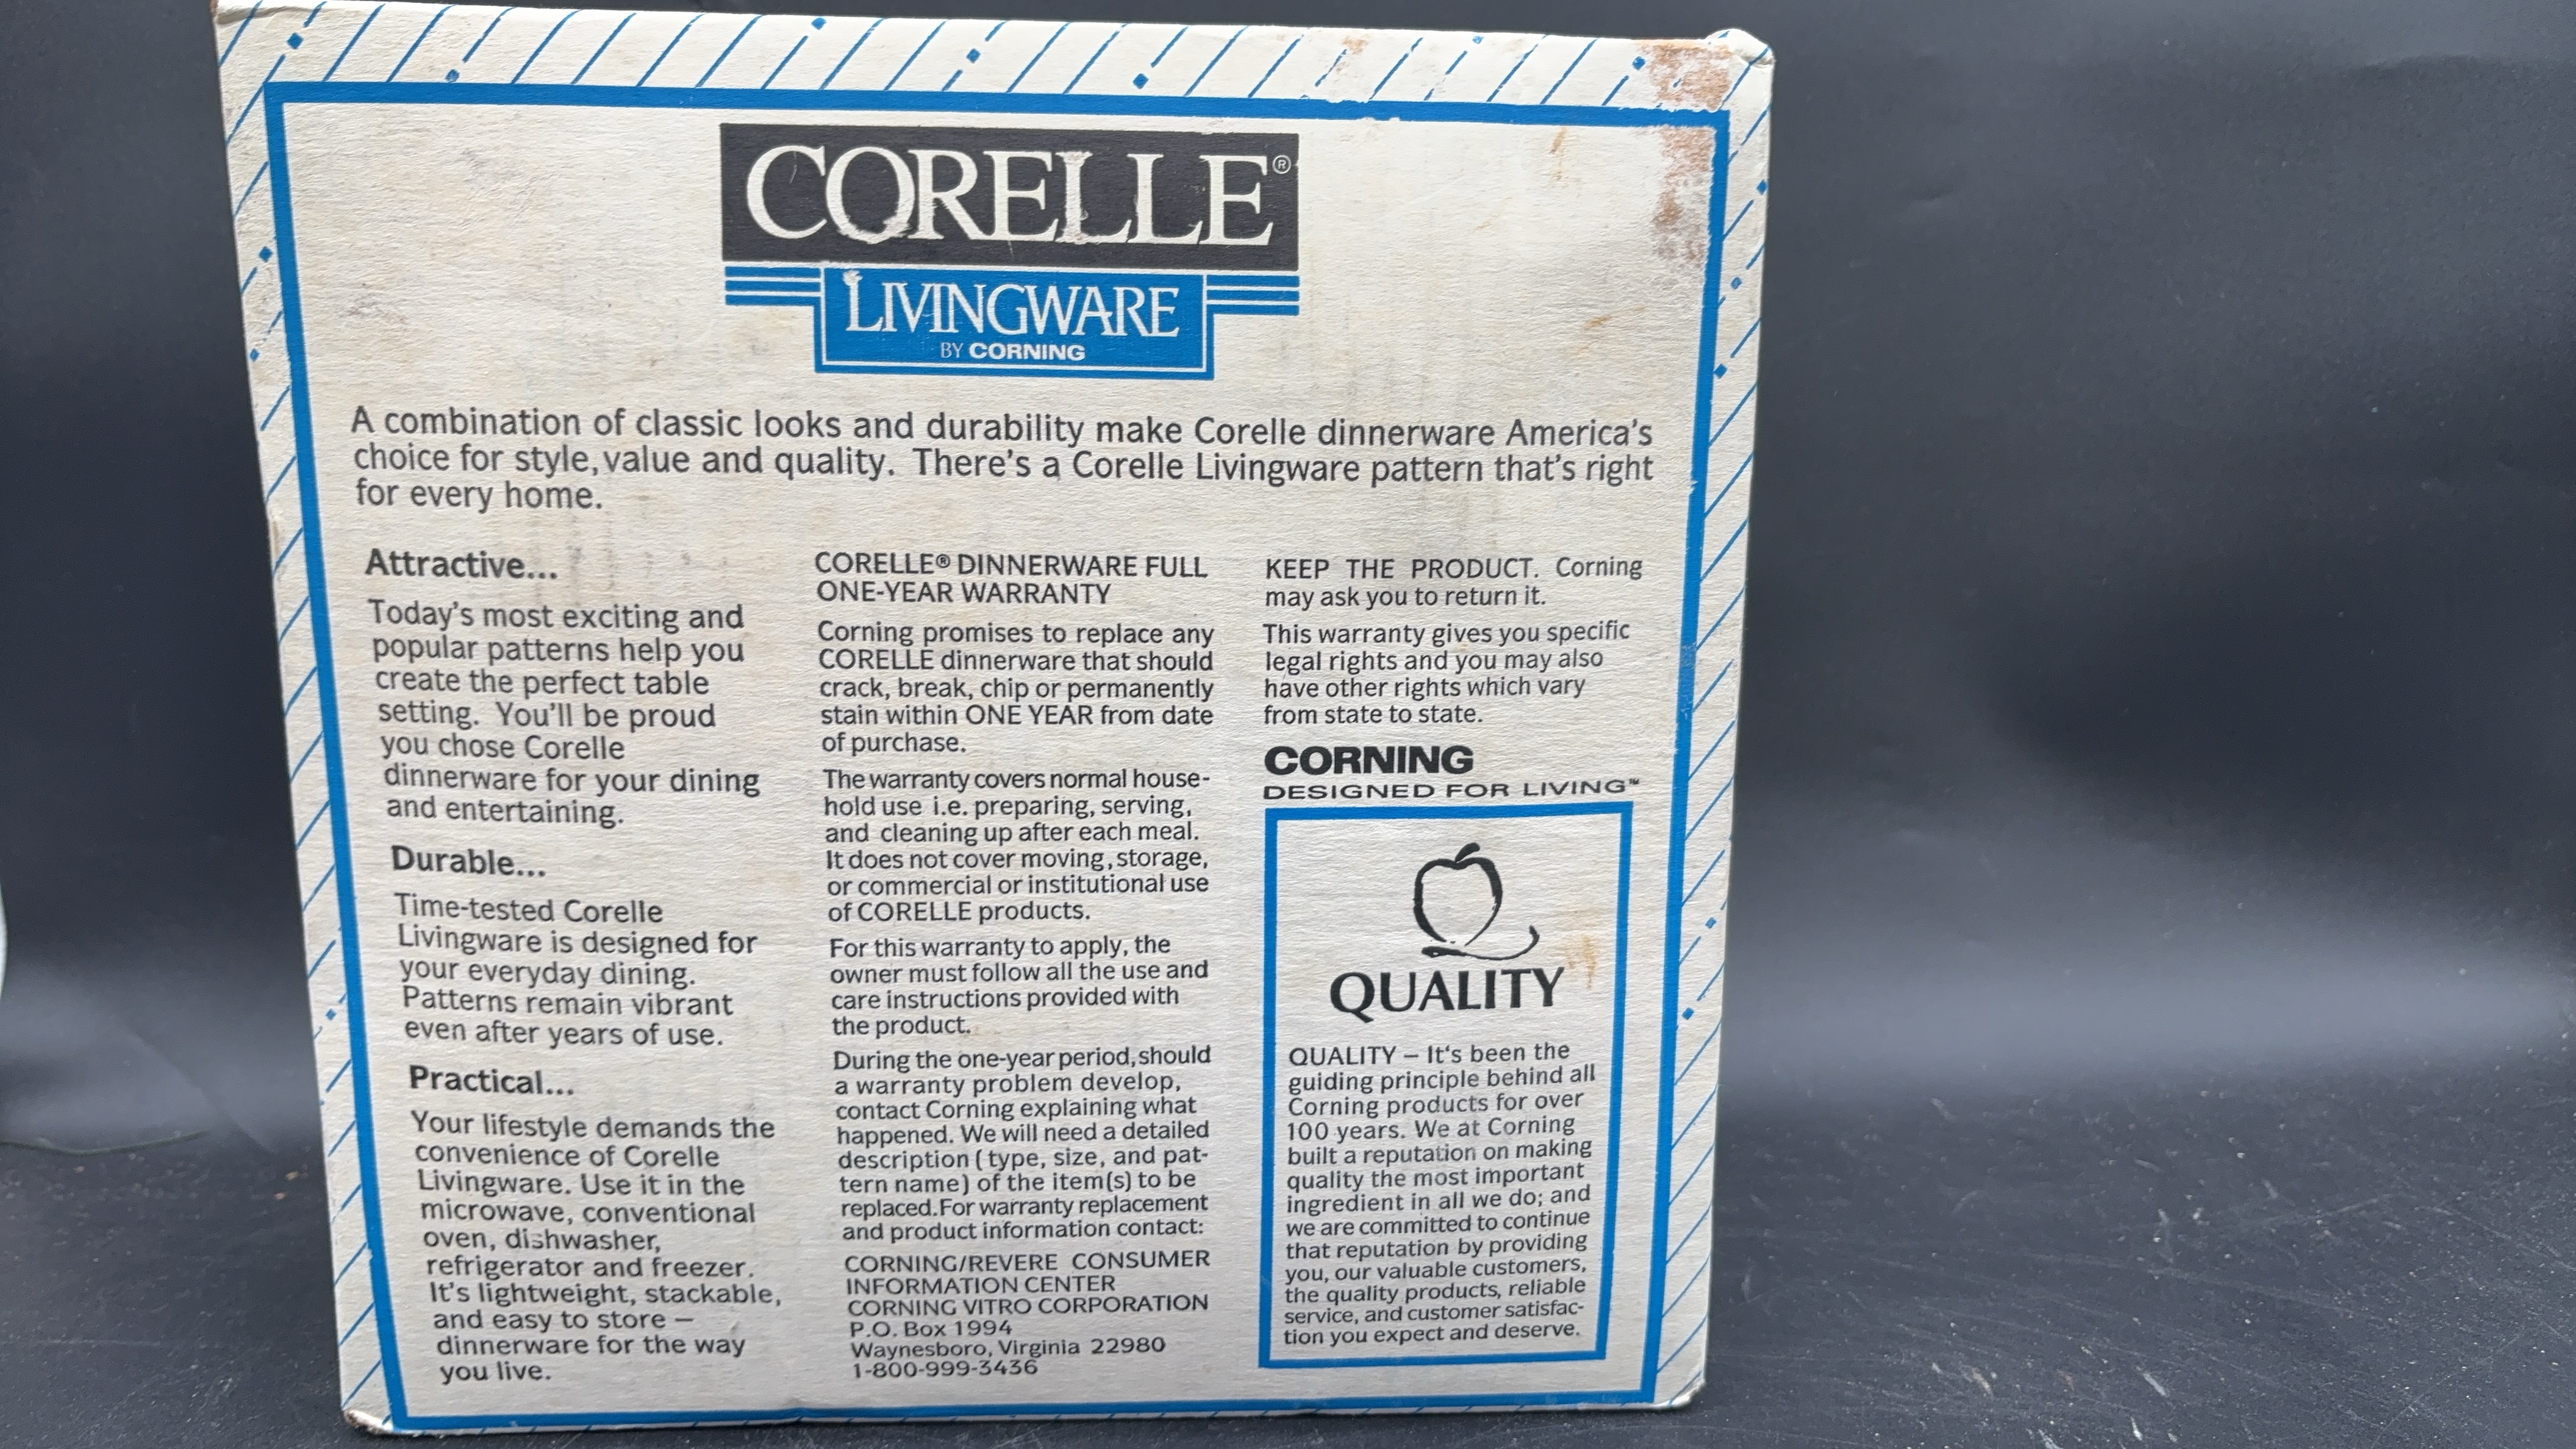 CORELLE®
LIVINGWARE
BY CORNING
A combination of classic looks and durability make Corelle dinnerware America's
choice for style, value and quality. There's a Corelle Livingware pattern that's right
for every home.
Attractive...
Today's most exciting and
popular patterns help you
create the perfect table
setting. You'll be proud
you chose Corelle
dinnerware for your dining
and entertaining.
Durable...
Time-tested Corelle
Livingware is designed for
your everyday dining.
Patterns remain vibrant
even after years of use.
Practical...
Your lifestyle demands the
convenience of Corelle
Livingware. Use it in the
microwave, conventional
oven, dishwasher,
refrigerator and freezer.
It's lightweight, stackable,
and easy to store —
dinnerware for the way
you live.
CORELLE® DINNERWARE FULL
ONE-YEAR WARRANTY
Corning promises to replace any
CORELLE dinnerware that should
crack, break, chip or permanently
stain within ONE YEAR from date
of purchase.
The warranty covers normal house-
hold use i.e. preparing, serving,
and cleaning up after each meal.
It does not cover moving, storage,
or commercial or institutional use
of CORELLE products.
For this warranty to apply, the
owner must follow all the use and
care instructions provided with
the product.
During the one-year period, should
a warranty problem develop,
contact Corning explaining what
happened. We will need a detailed
description (type, size, and pat-
tern name) of the item(s) to be
replaced. For warranty replacement
and product information contact:
CORNING/REVERE CONSUMER
INFORMATION CENTER
CORNING VITRO CORPORATION
P.O. Box 1994
Waynesboro, Virginia 22980
1-800-999-3436
KEEP THE PRODUCT. Corning
may ask you to return it.
This warranty gives you specific
legal rights and you may also
have other rights which vary
from state to state.
CORNING
DESIGNED FOR LIVING™
QUALITY
QUALITY – It's been the
guiding principle behind all
Corning products for over
100 years. We at Corning
built a reputation on making
quality the most important
ingredient in all we do; and
we are committed to continue
that reputation by providing
you, our valuable customers,
the quality products, reliable
service, and customer satisfac-
tion you expect and deserve.